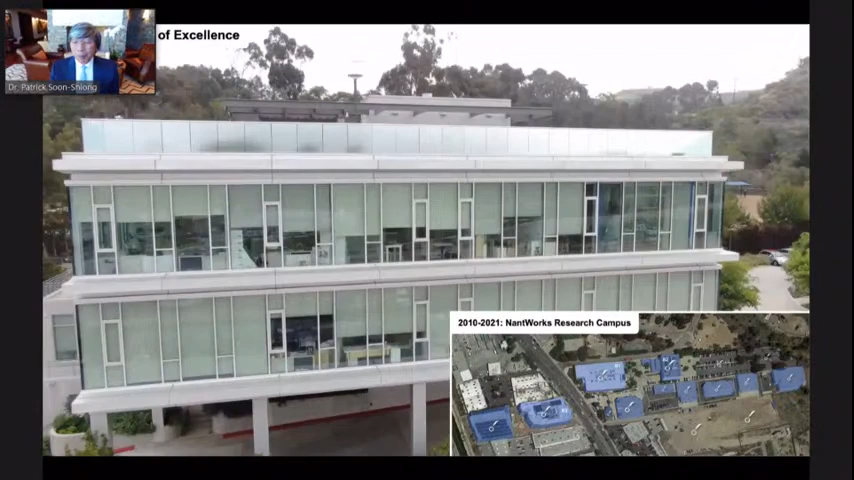 of Excellence
Dr. Patrick Soon-Shiong
2010-2021: NantWorks Research Campus